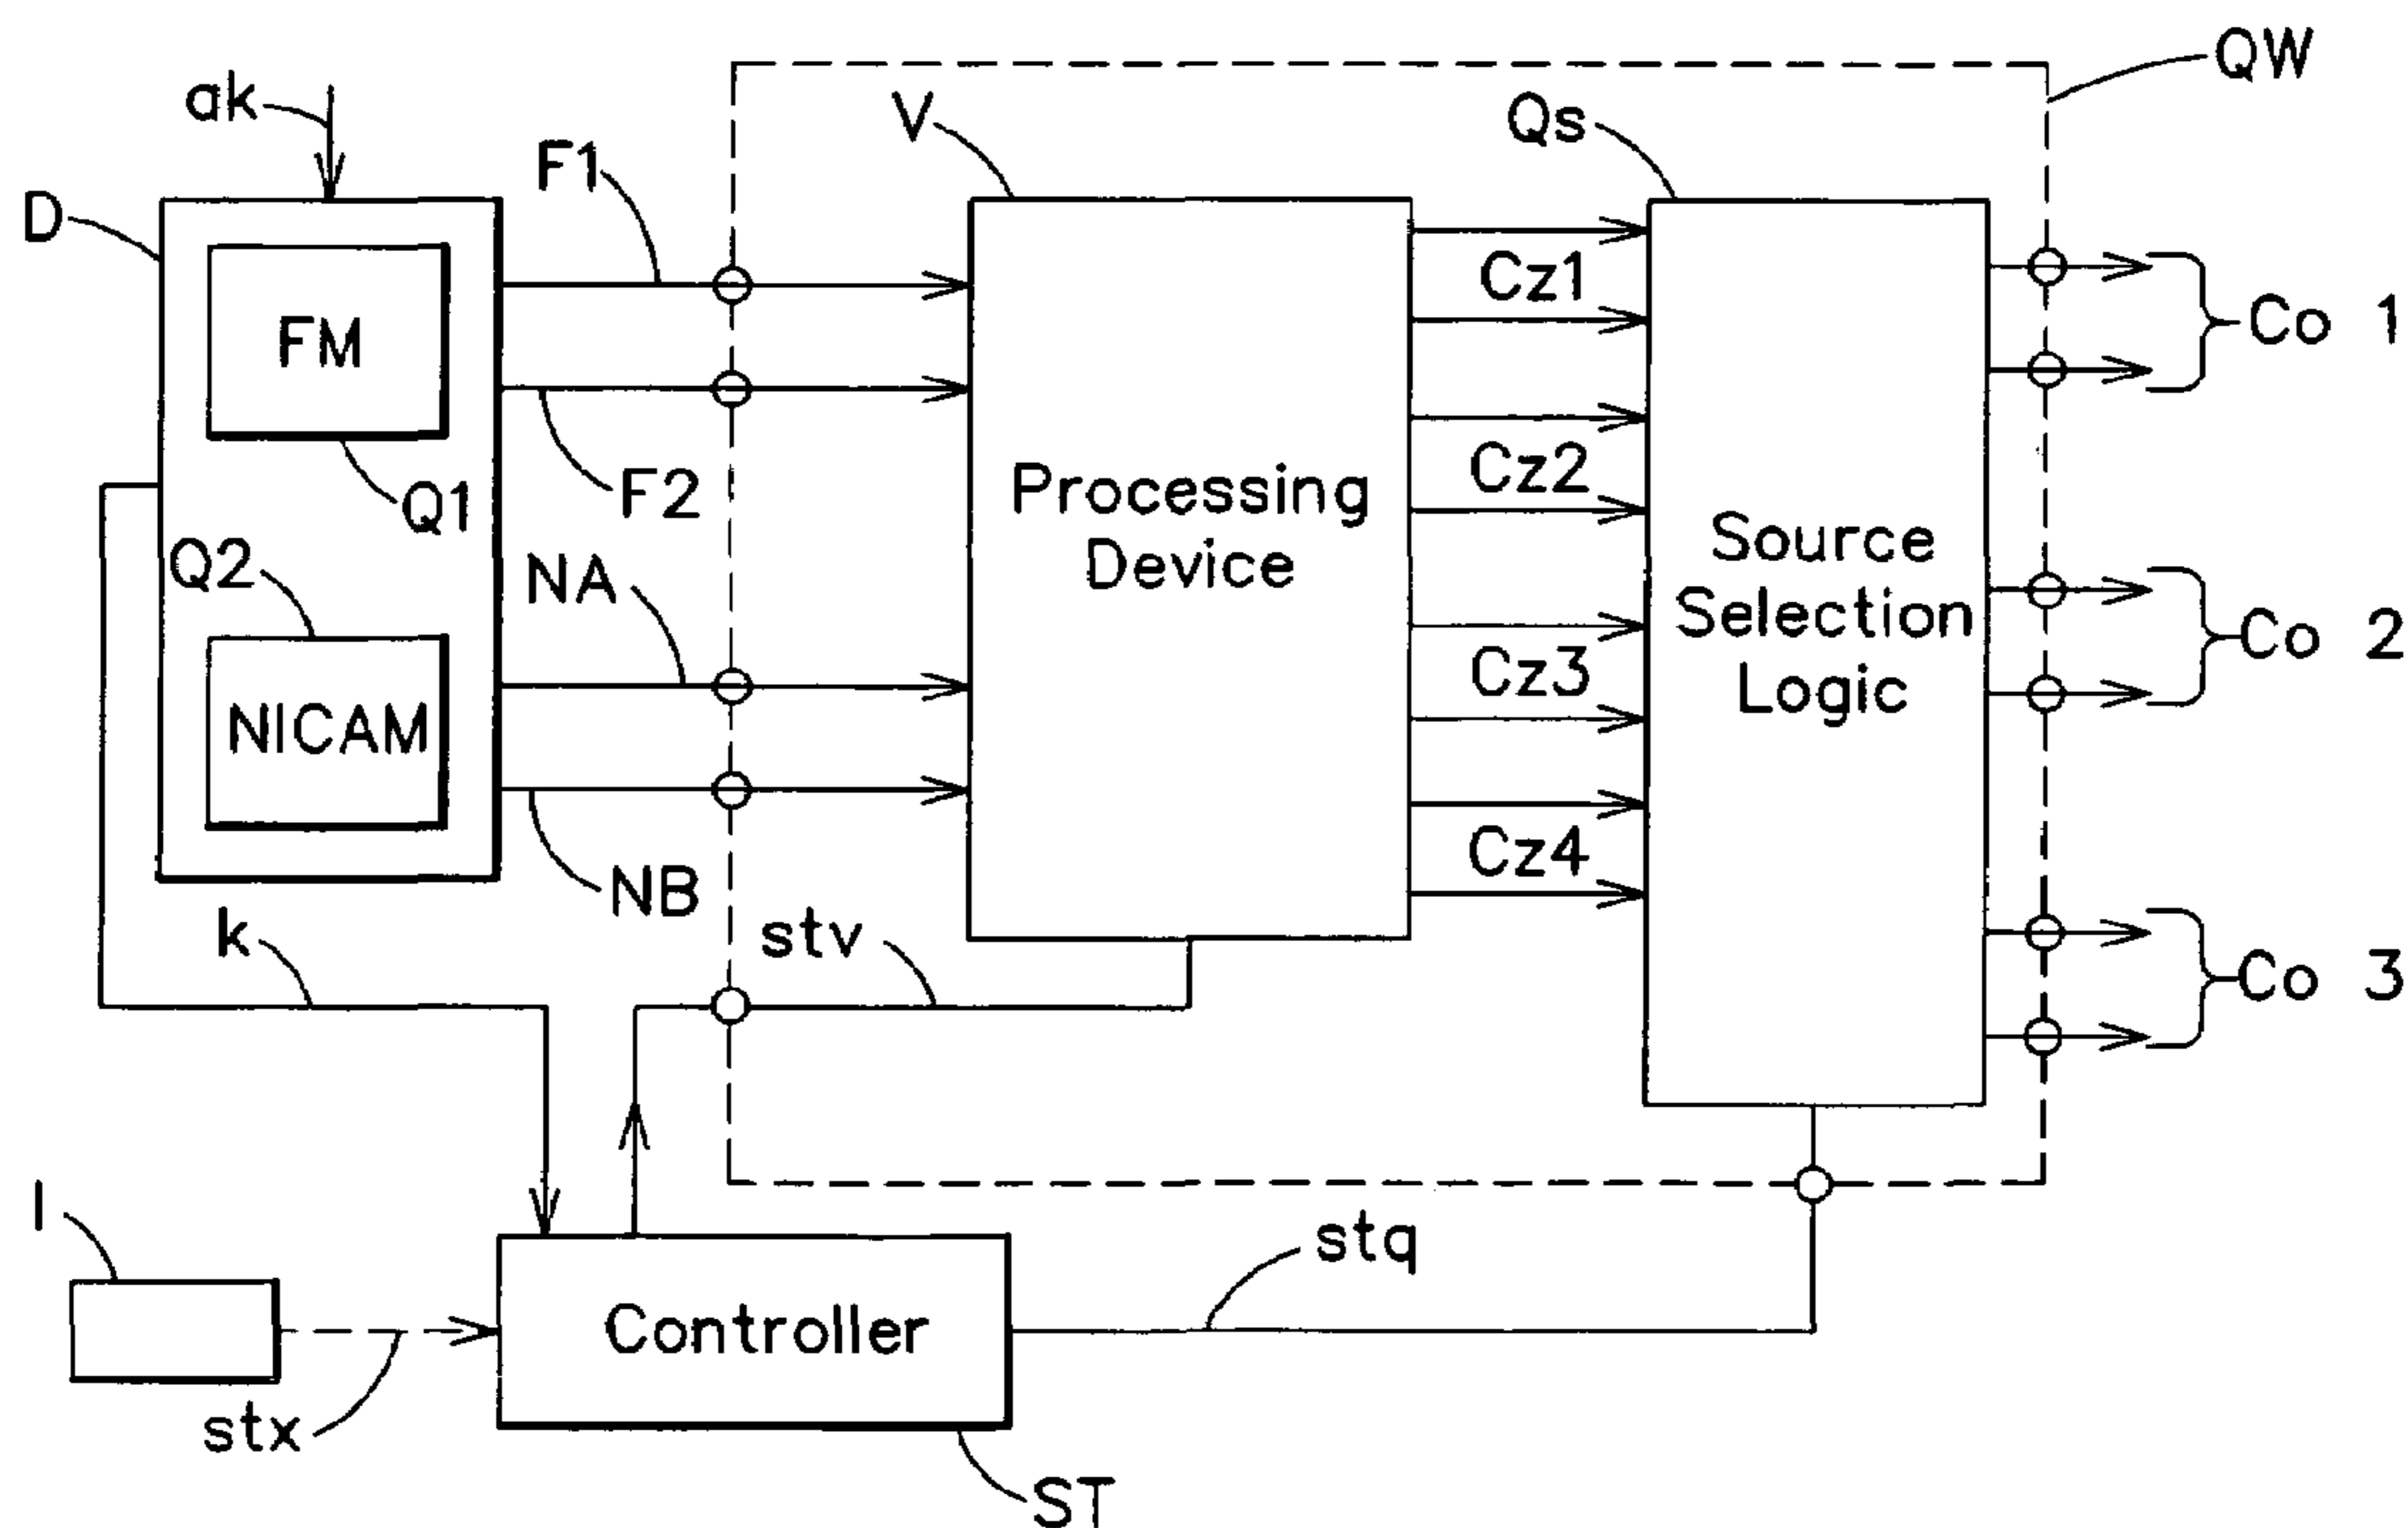 QW
ak
V
Qs
F1
D
FM
Cz1
Co 1
F2
Q1
Processing
Device
Cz2
Source
Selection
Logic
Q2
NA
Co 2
Cz3
NICAM
Cz4
NB
k
stv
Co 3
I
stq
Controller
stx
ST